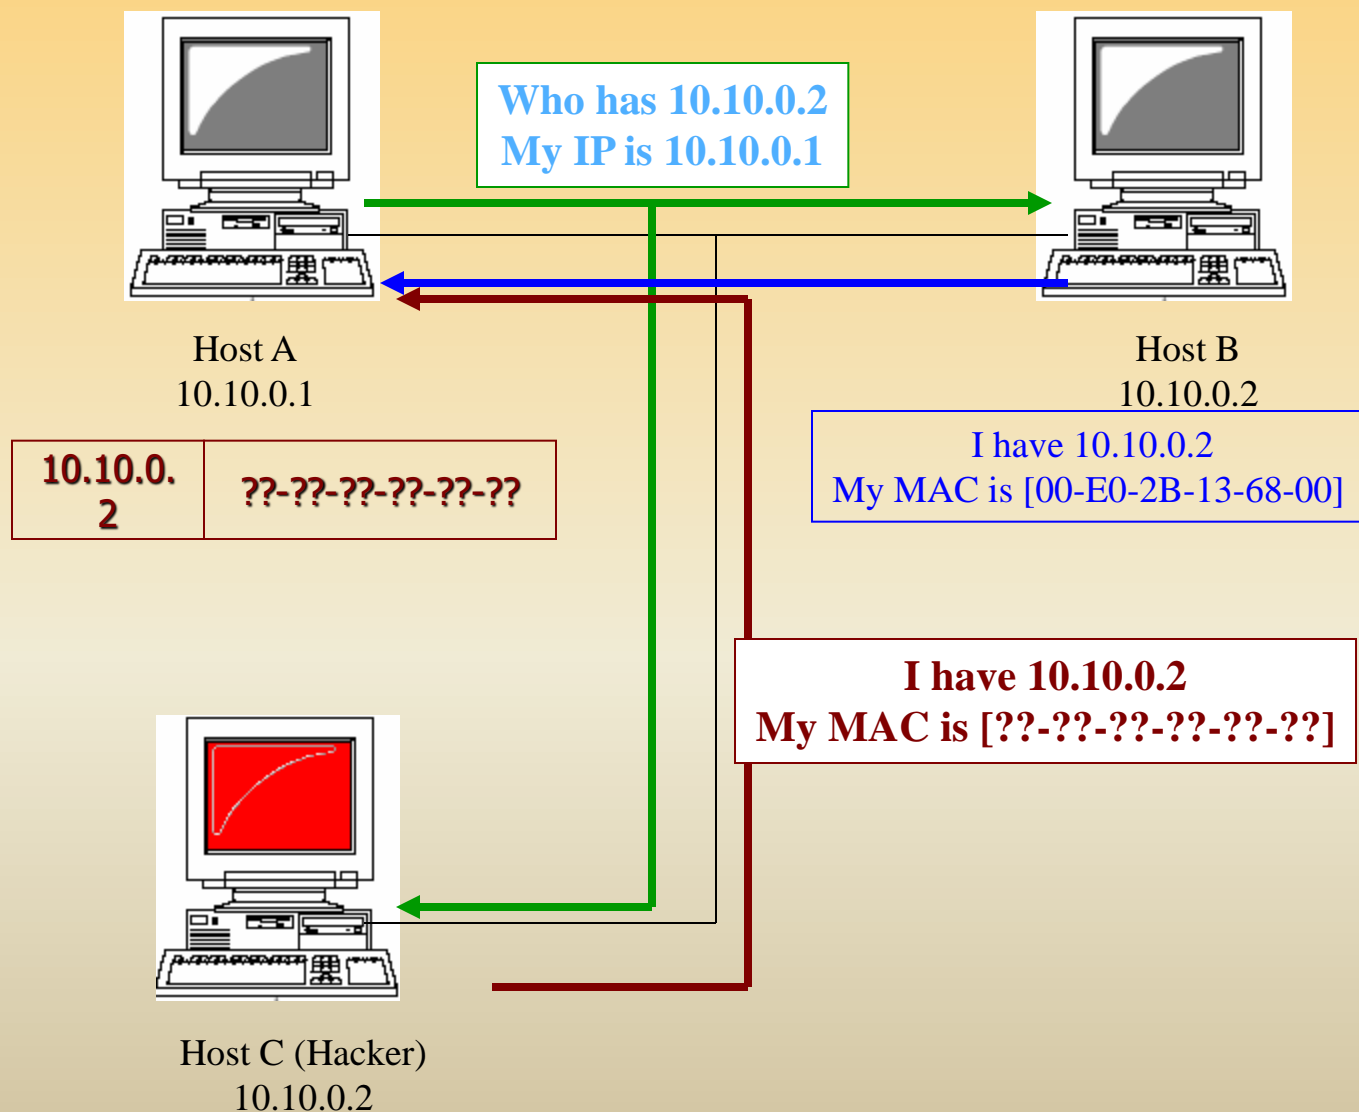 Who has 10.10.0.2
My IP is 10.10.0.1
Host A
10.10.0.1
Host B
10.10.0.2
10.10.0.
2
??-??-??-??-??-??
I have 10.10.0.2
My MAC is [00-E0-2B-13-68-00]
I have 10.10.0.2
My MAC is [??-??-??-??-??-??]
Host C (Hacker)
10.10.0.2